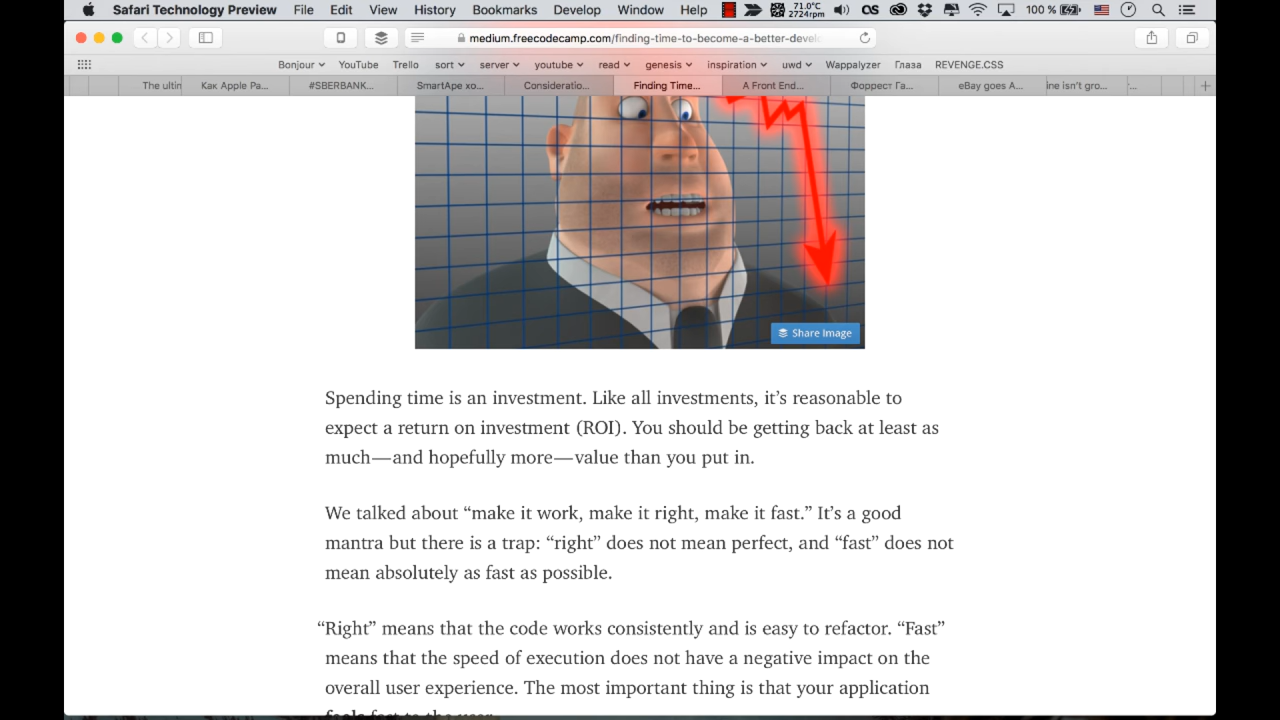 Safari Technology Preview File Edit View History Bookmarks Develop Window Help 71.0°C 2724rpm 100 %
medium.freecodecamp.com/finding-time-to-become-a-better-develo
Bonjour YouTube Trello sort server youtube read genesis inspiration uwd Wappalyzer Глаза REVENGE.CSS
The ultin Как Apple Pa... #SBERBANK... SmartApe хо... Consideratio... Finding Time... A Front End... Форрест Га... eBay goes A... ine isn't gro...
Share Image
Spending time is an investment. Like all investments, it’s reasonable to
expect a return on investment (ROI). You should be getting back at least as
much—and hopefully more—value than you put in.
We talked about “make it work, make it right, make it fast.” It’s a good
mantra but there is a trap: “right” does not mean perfect, and “fast” does not
mean absolutely as fast as possible.
“Right” means that the code works consistently and is easy to refactor. “Fast”
means that the speed of execution does not have a negative impact on the
overall user experience. The most important thing is that your application
feels fast to the user.